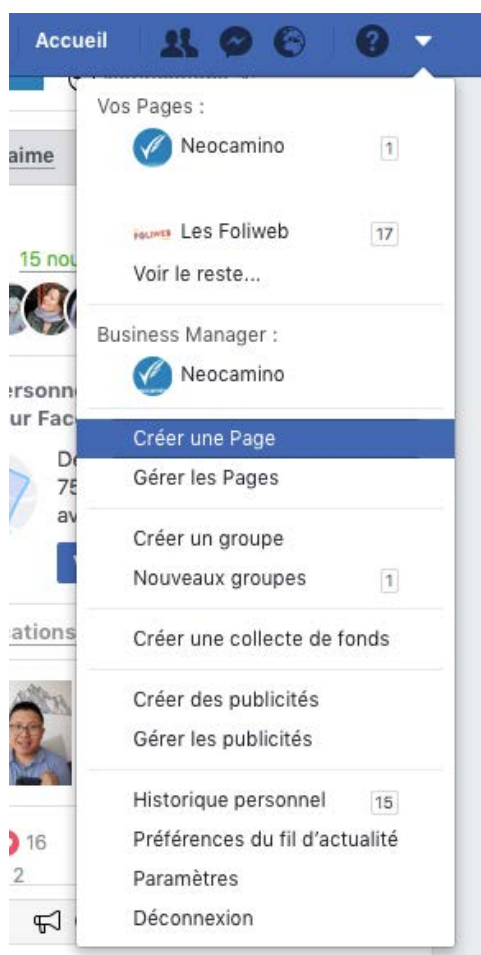 Accueil
aime
15 nou
ersonn
ur Fac
De
75
av
cations
16
2
Vos Pages :
Neocamino 1
FOLIWEB Les Foliweb 17
Voir le reste...
Business Manager :
Neocamino
Créer une Page
Gérer les Pages
Créer un groupe
Nouveaux groupes 1
Créer une collecte de fonds
Créer des publicités
Gérer les publicités
Historique personnel 15
Préférences du fil d'actualité
Paramètres
Déconnexion